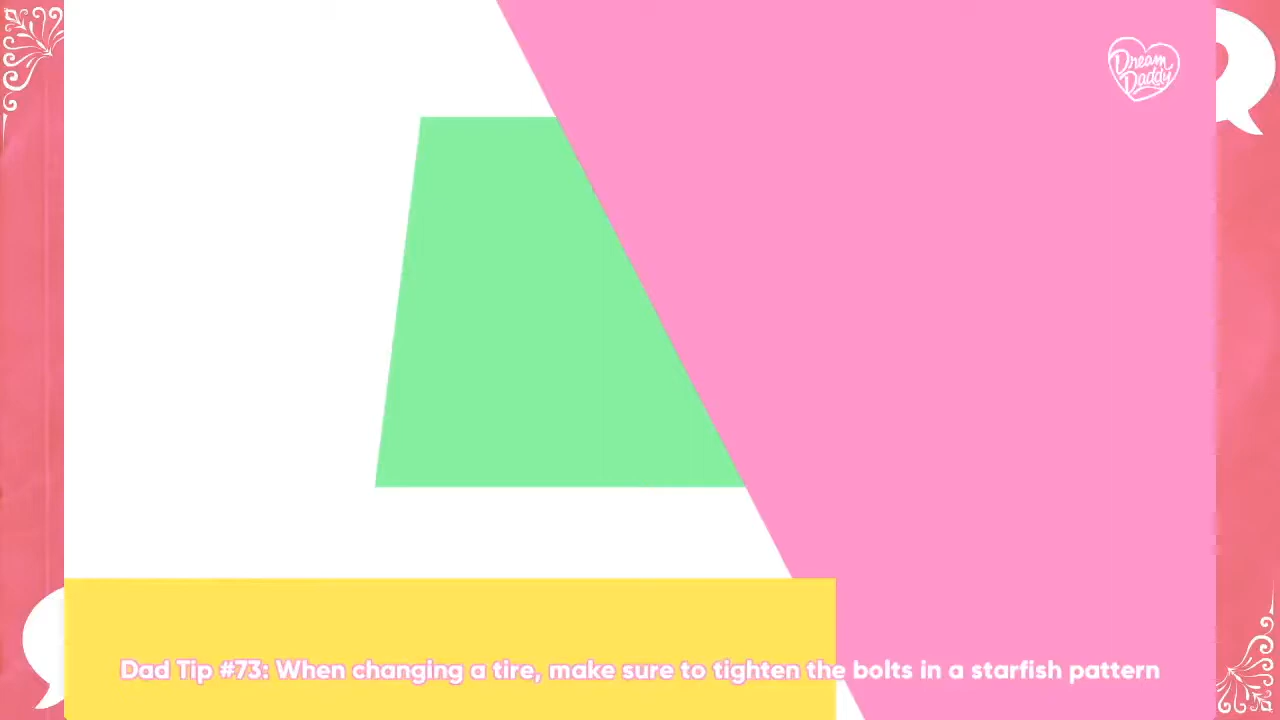 Dream
Daddy
Dad Tip #73: When changing a tire, make sure to tighten the bolts in a starfish pattern